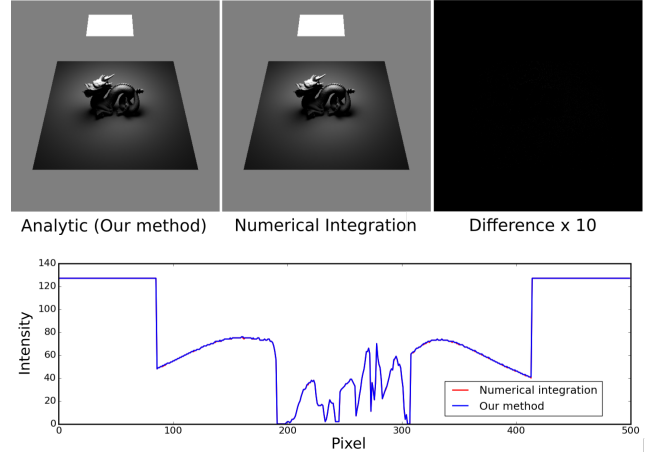 Analytic (Our method) Numerical Integration Difference x 10
140
120
100
80
60
40
20
0
Intensity
Numerical integration
Our method
0 100 200 300 400 500
Pixel